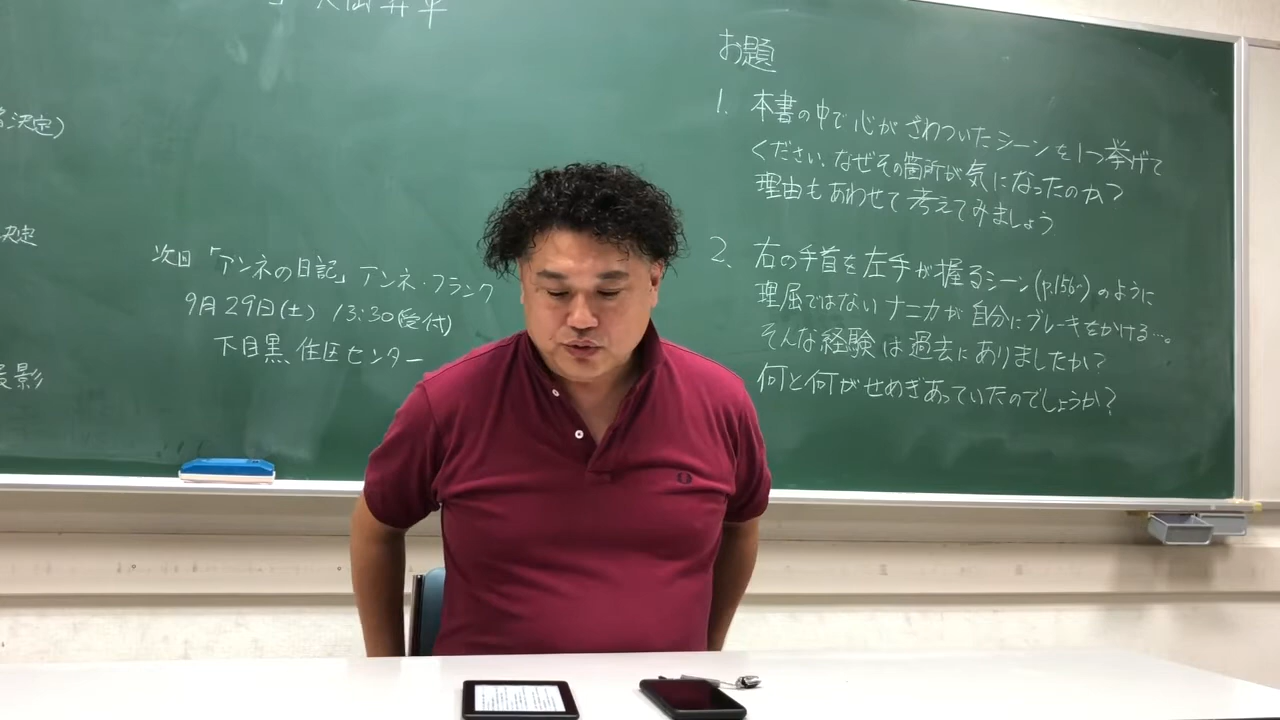 大岡昇平
決定)
決定
影
次回「アンネの日記」アンネ・フランク
9月29日(土) 13:30(受付)
下目黒住区センター
お題
1. 本書の中で心がざわついたシーンを1つ挙げて
ください、なぜその箇所が気になったのか?
理由もあわせて考えてみましょう
2. 右の手首を左手が握るシーン(p.156~)のように
理屈ではないナニカが自分にブレーキをかける…。
そんな経験は過去にありましたか?
何と何がせめぎあっていたのでしょうか?